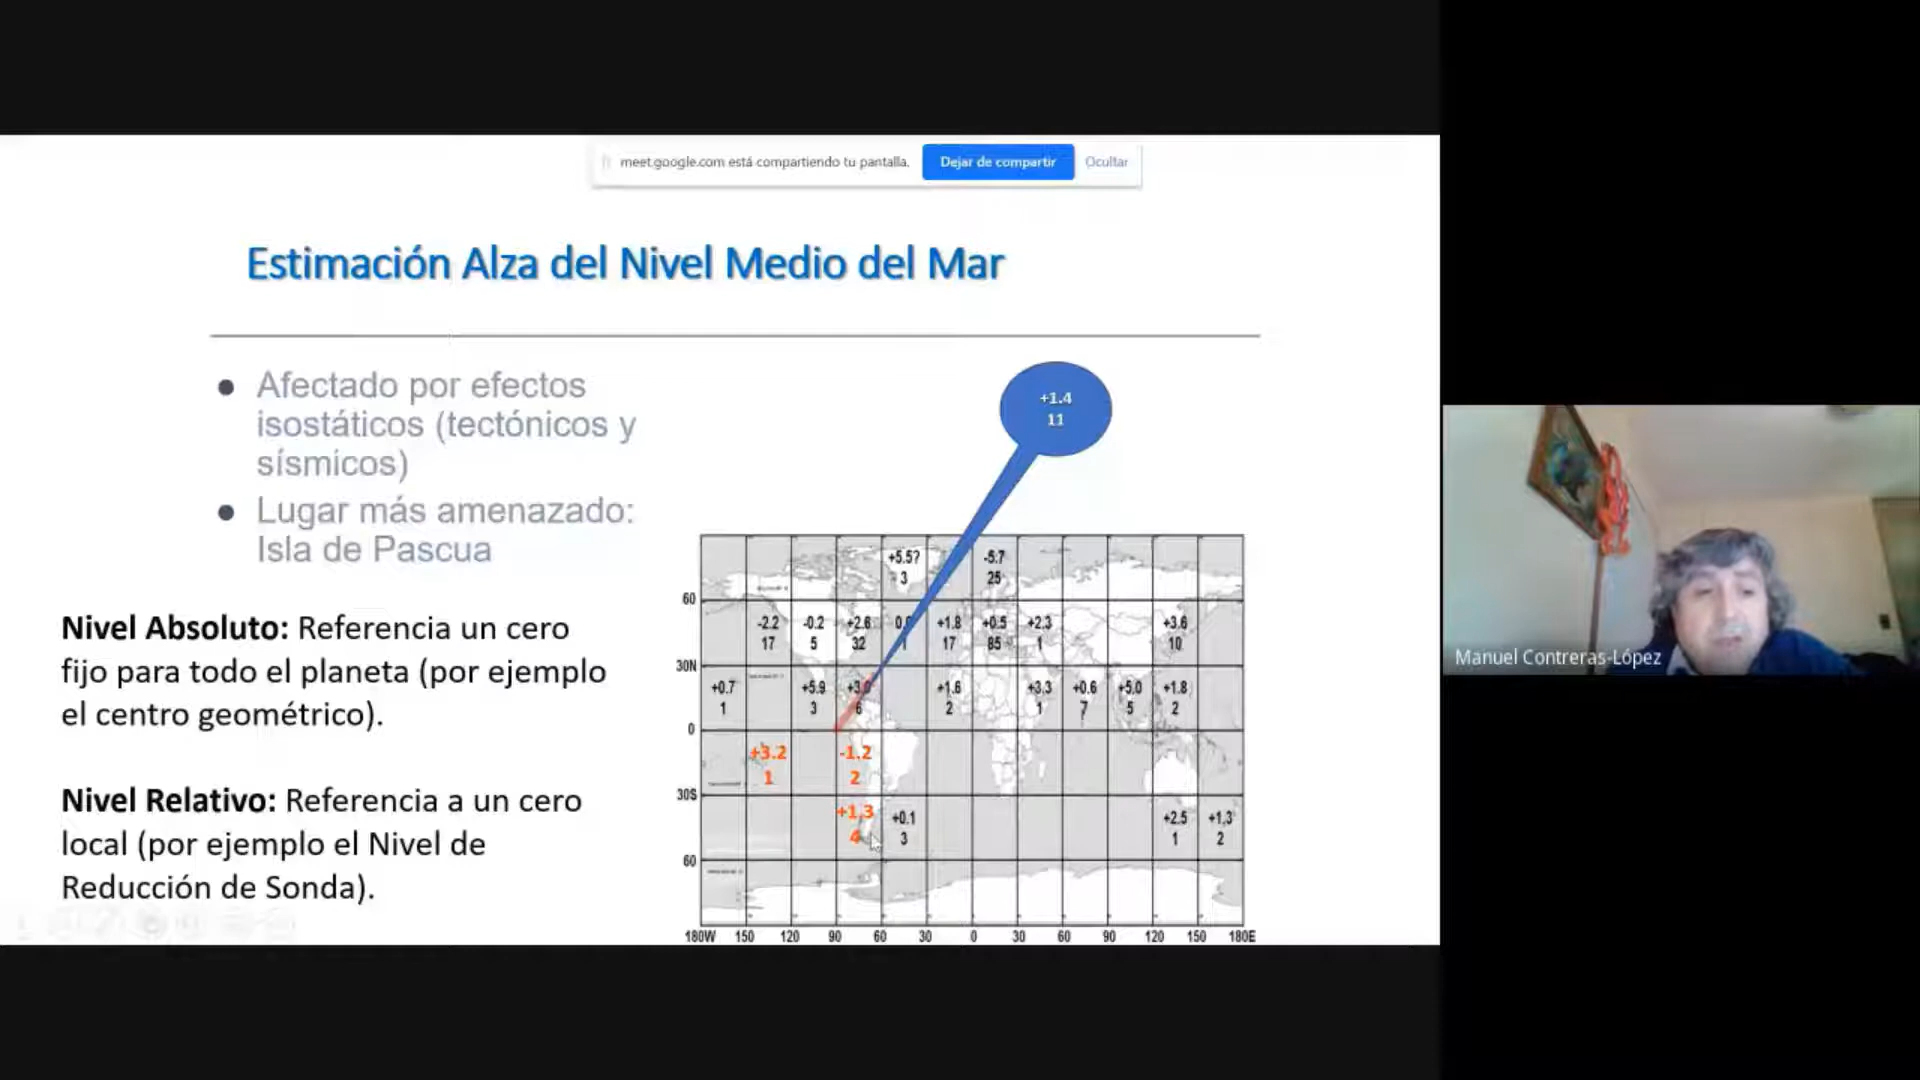 meet.google.com está compartiendo tu pantalla. Dejar de compartir Ocultar
Estimación Alza del Nivel Medio del Mar
● Afectado por efectos
isostáticos (tectónicos y
sísmicos)
● Lugar más amenazado:
Isla de Pascua
Nivel Absoluto: Referencia un cero
fijo para todo el planeta (por ejemplo
el centro geométrico).
Nivel Relativo: Referencia a un cero
local (por ejemplo el Nivel de
Reducción de Sonda).
+1.4
11
+5.5? -5.7
3 25
60
-2.2 -0.2 +2.6 +1.8 +0.5 +2.3 +3.6
17 5 32 1 17 85 1 10
30N
+0.7 +5.9 +3.0 +1.6 +3.3 +0.6 +5.0 +1.8
1 3 6 2 1 7 5 2
0
+3.2 -1.2
1 2
30S
+1.3 +0.1 +2.5 +1.3
4 3 1 2
60
180W 150 120 90 60 30 0 30 60 90 120 150 180E
Manuel Contreras-López